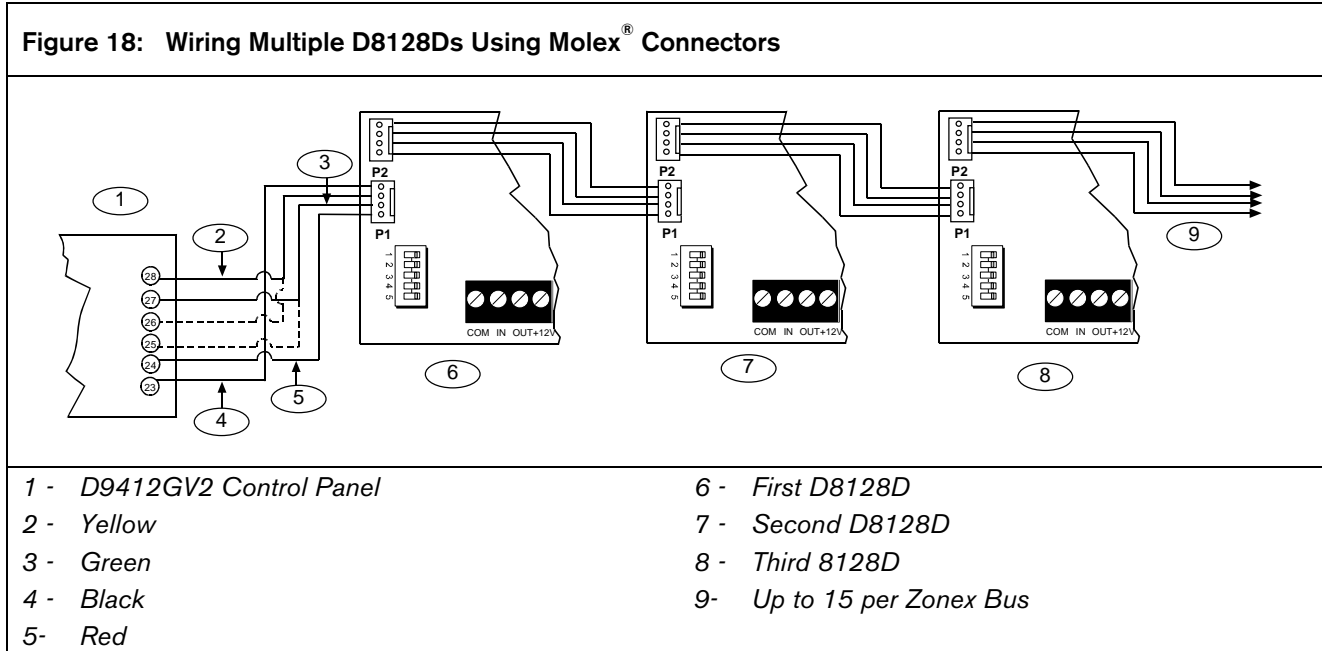 Figure 18: Wiring Multiple D8128Ds Using Molex® Connectors
1
2
3
4
5
28
27
26
25
24
23
P2
P1
1 2 3 4 5
COM IN OUT+12V
6
P2
P1
1 2 3 4 5
COM IN OUT+12V
7
P2
P1
1 2 3 4 5
COM IN OUT+12V
8
9
1 - D9412GV2 Control Panel
2 - Yellow
3 - Green
4 - Black
5- Red
6 - First D8128D
7 - Second D8128D
8 - Third 8128D
9- Up to 15 per Zonex Bus